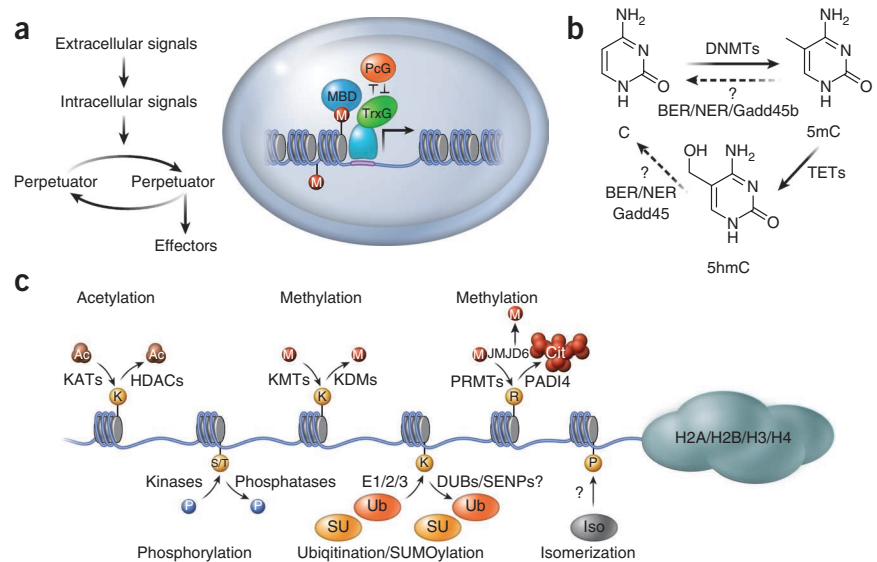 a
Extracellular signals
Intracellular signals
Perpetuator Perpetuator
Effectors
PcG
MBD
TrxG
M
M
b
NH2
N
N
H
O
C
DNMTs
?
BER/NER/Gadd45b
NH2
N
N
H
O
5mC
TETs
OH
NH2
N
N
H
O
5hmC
?
BER/NER
Gadd45
c
Acetylation
Ac Ac
KATs HDACs
K
Methylation
M M
KMTs KDMs
K
Methylation
M
M JMJD6 Cit
PRMTs PADI4
R
H2A/H2B/H3/H4
S/T
Kinases Phosphatases
P P
Phosphorylation
K
E1/2/3 DUBs/SENPs?
Ub Ub
SU SU
Ubiqitination/SUMOylation
P
?
Iso
Isomerization